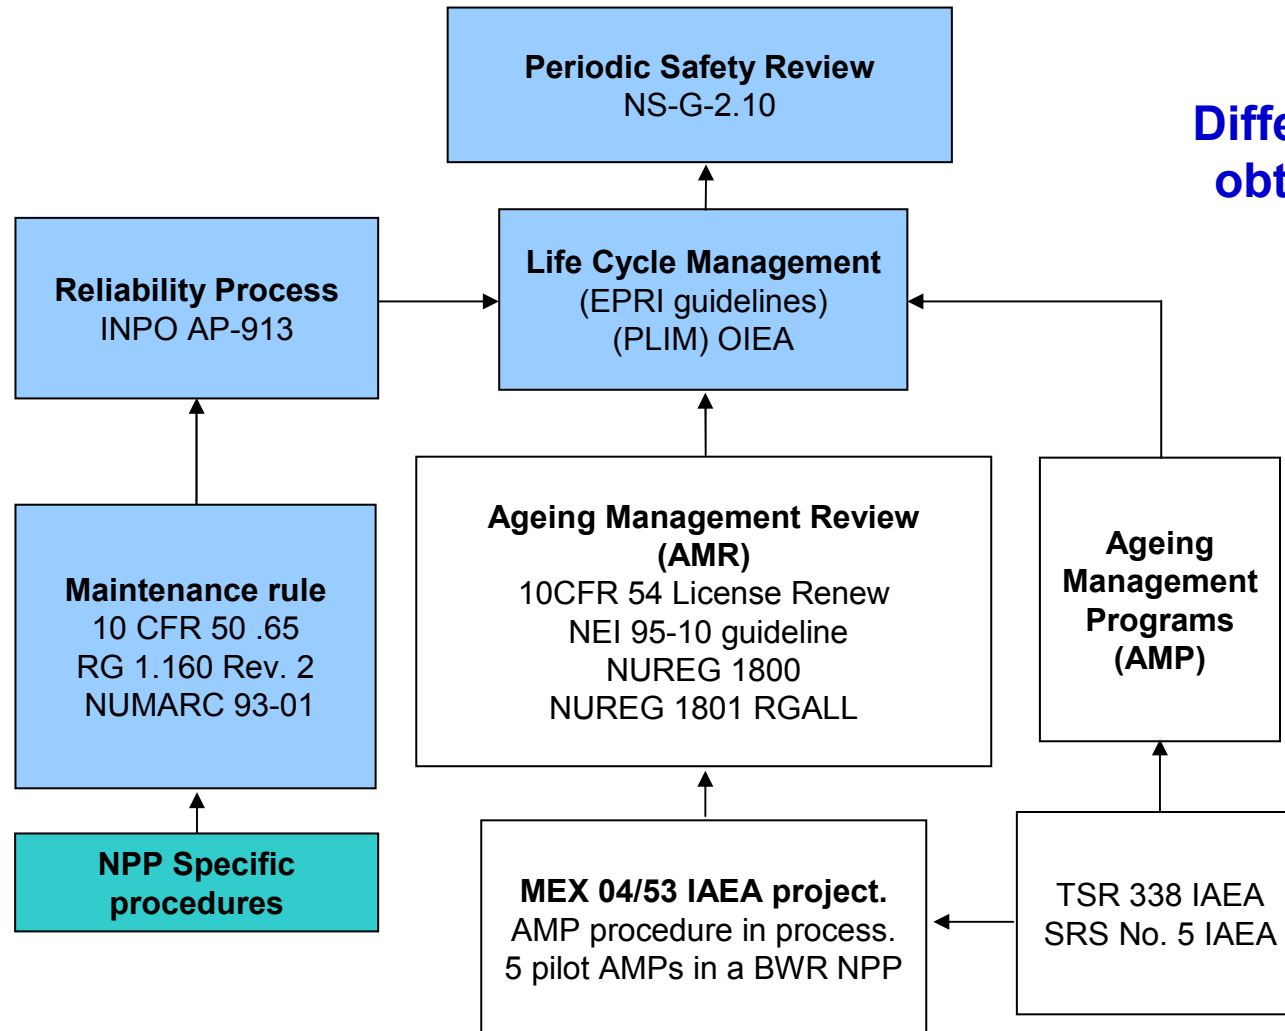 Periodic Safety Review
NS-G-2.10
Reliability Process
INPO AP-913
Life Cycle Management
(EPRI guidelines)
(PLIM) OIEA
Maintenance rule
10 CFR 50 .65
RG 1.160 Rev. 2
NUMARC 93-01
Ageing Management Review
(AMR)
10CFR 54 License Renew
NEI 95-10 guideline
NUREG 1800
NUREG 1801 RGALL
Ageing
Management
Programs
(AMP)
NPP Specific
procedures
MEX 04/53 IAEA project.
AMP procedure in process.
5 pilot AMPs in a BWR NPP
TSR 338 IAEA
SRS No. 5 IAEA